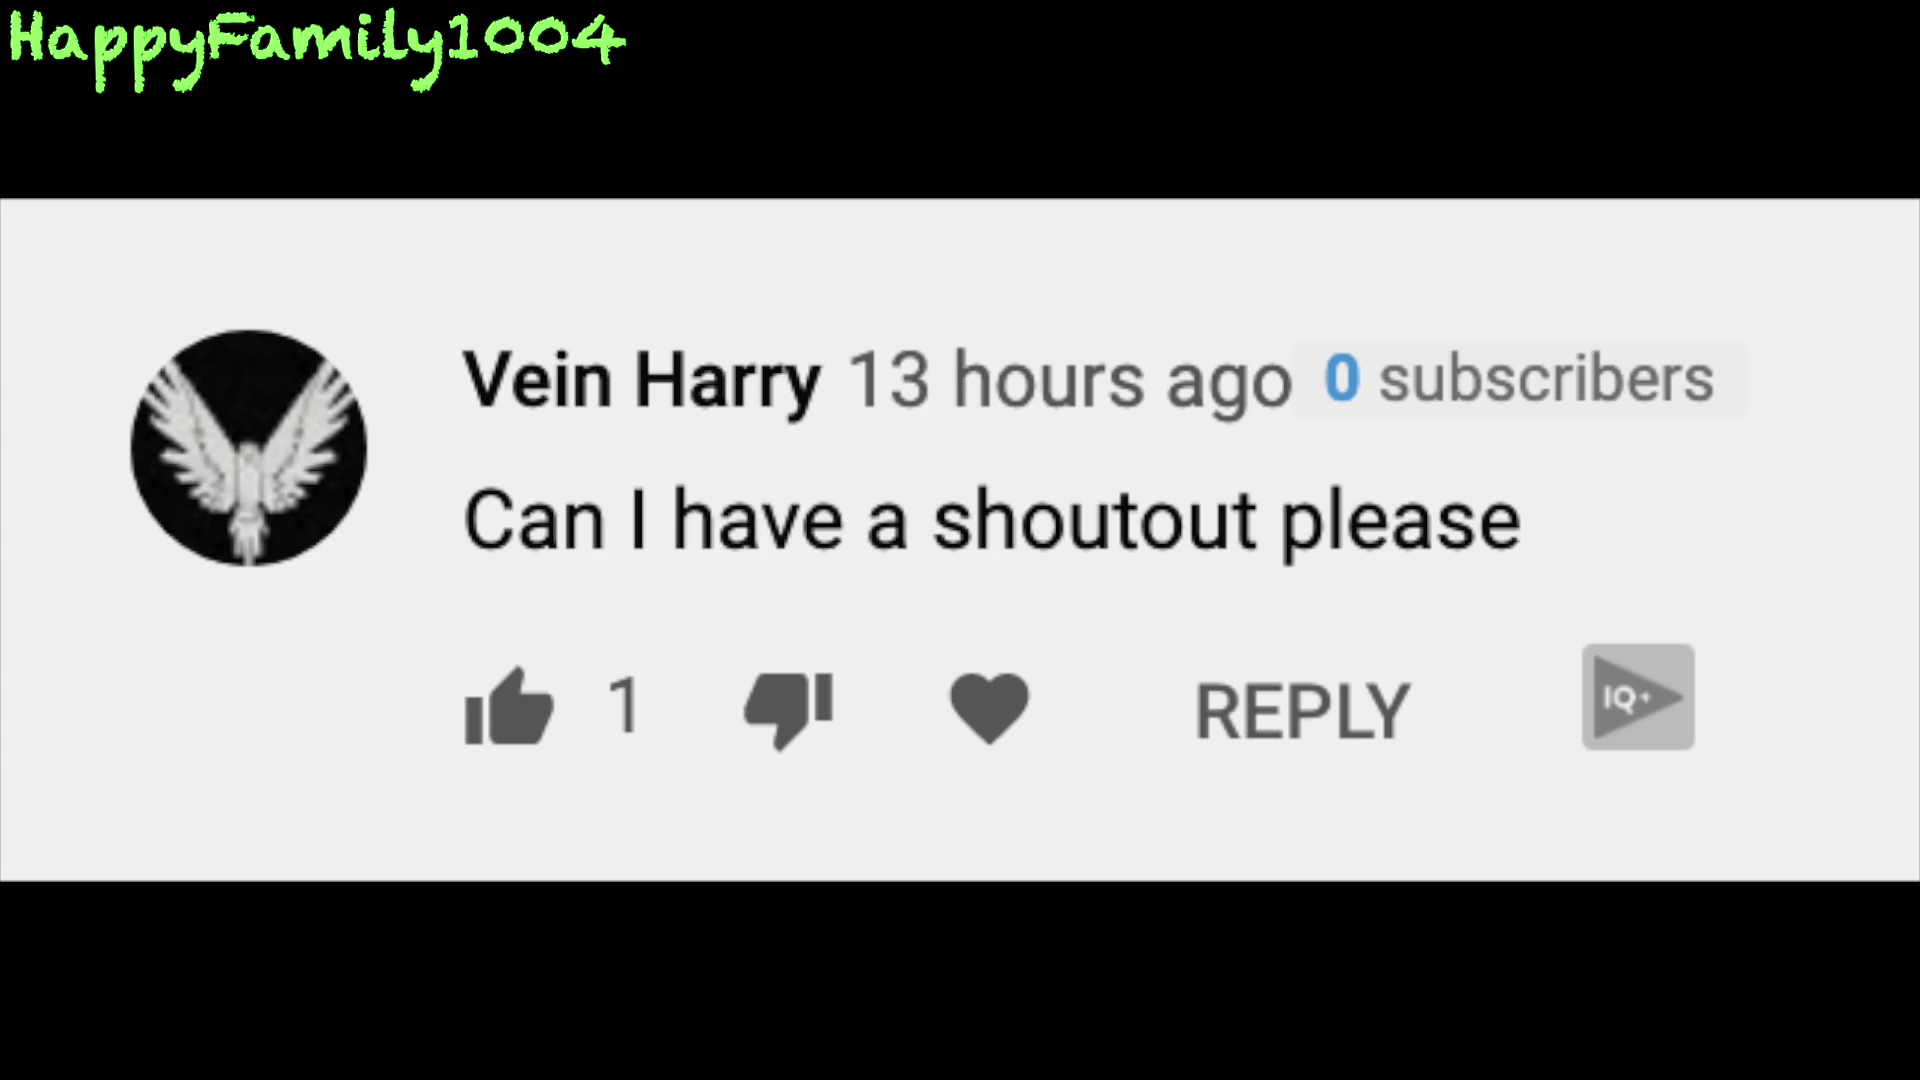 HappyFamily1004
Vein Harry 13 hours ago 0 subscribers
Can I have a shoutout please
1 REPLY IQ+